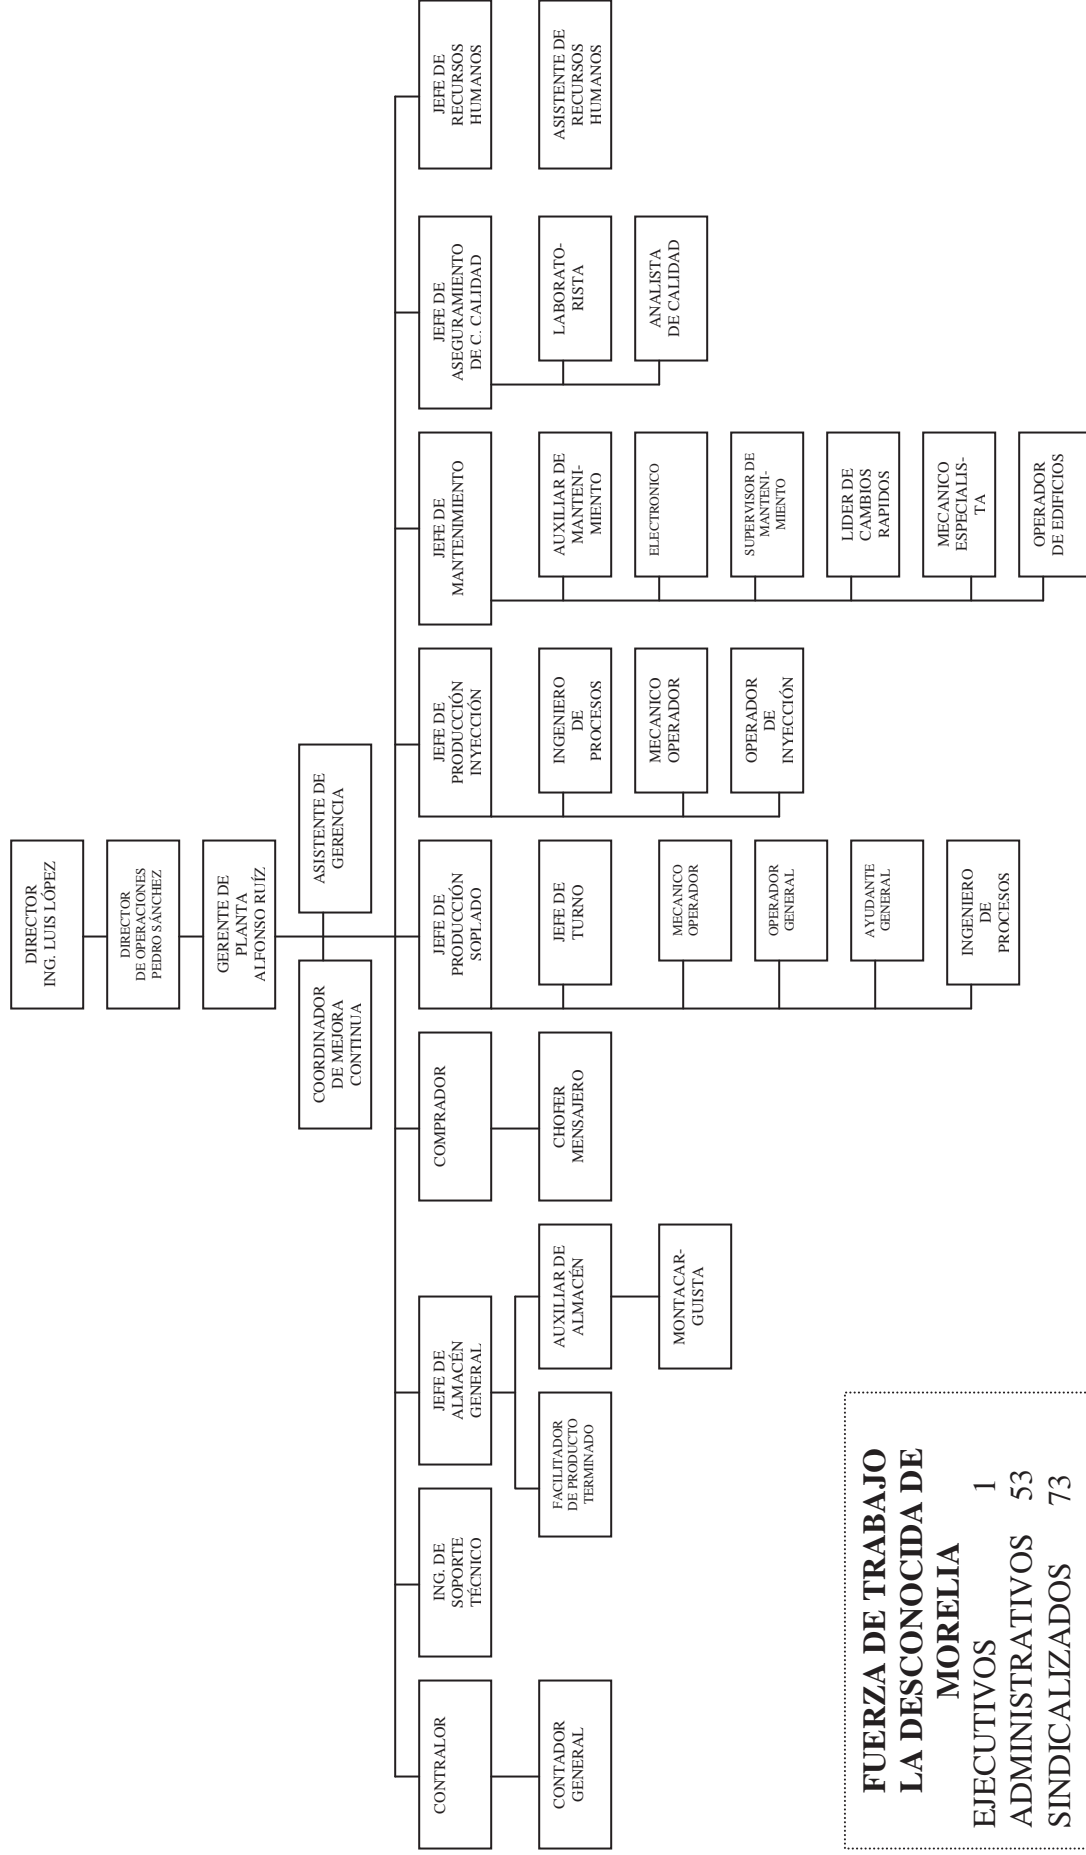 DIRECTOR
ING. LUIS LÓPEZ
DIRECTOR
DE OPERACIONES
PEDRO SÁNCHEZ
GERENTE DE
PLANTA
ALFONSO RUÍZ
COORDINADOR
DE MEJORA
CONTINUA
ASISTENTE DE
GERENCIA
CONTRALOR
CONTADOR
GENERAL
ING. DE
SOPORTE
TÉCNICO
JEFE DE
ALMACÉN
GENERAL
FACILITADOR
DE PRODUCTO
TERMINADO
AUXILIAR DE
ALMACÉN
MONTACAR-
GUISTA
COMPRADOR
CHOFER
MENSAJERO
JEFE DE
PRODUCCIÓN
SOPLADO
JEFE DE
TURNO
MECANICO
OPERADOR
OPERADOR
GENERAL
AYUDANTE
GENERAL
INGENIERO
DE
PROCESOS
JEFE DE
PRODUCCIÓN
INYECCIÓN
INGENIERO
DE
PROCESOS
MECANICO
OPERADOR
OPERADOR
DE
INYECCIÓN
JEFE DE
MANTENIMIENTO
AUXILIAR DE
MANTENI-
MIENTO
ELECTRONICO
SUPERVISOR DE
MANTENI-
MIENTO
LIDER DE
CAMBIOS
RAPIDOS
MECANICO
ESPECIALIS-
TA
OPERADOR
DE EDIFICIOS
JEFE DE
ASEGURAMIENTO
DE C. CALIDAD
LABORATO-
RISTA
ANALISTA
DE CALIDAD
JEFE DE
RECURSOS
HUMANOS
ASISTENTE DE
RECURSOS
HUMANOS
FUERZA DE TRABAJO
LA DESCONOCIDA DE
MORELIA
EJECUTIVOS 1
ADMINISTRATIVOS 53
SINDICALIZADOS 73